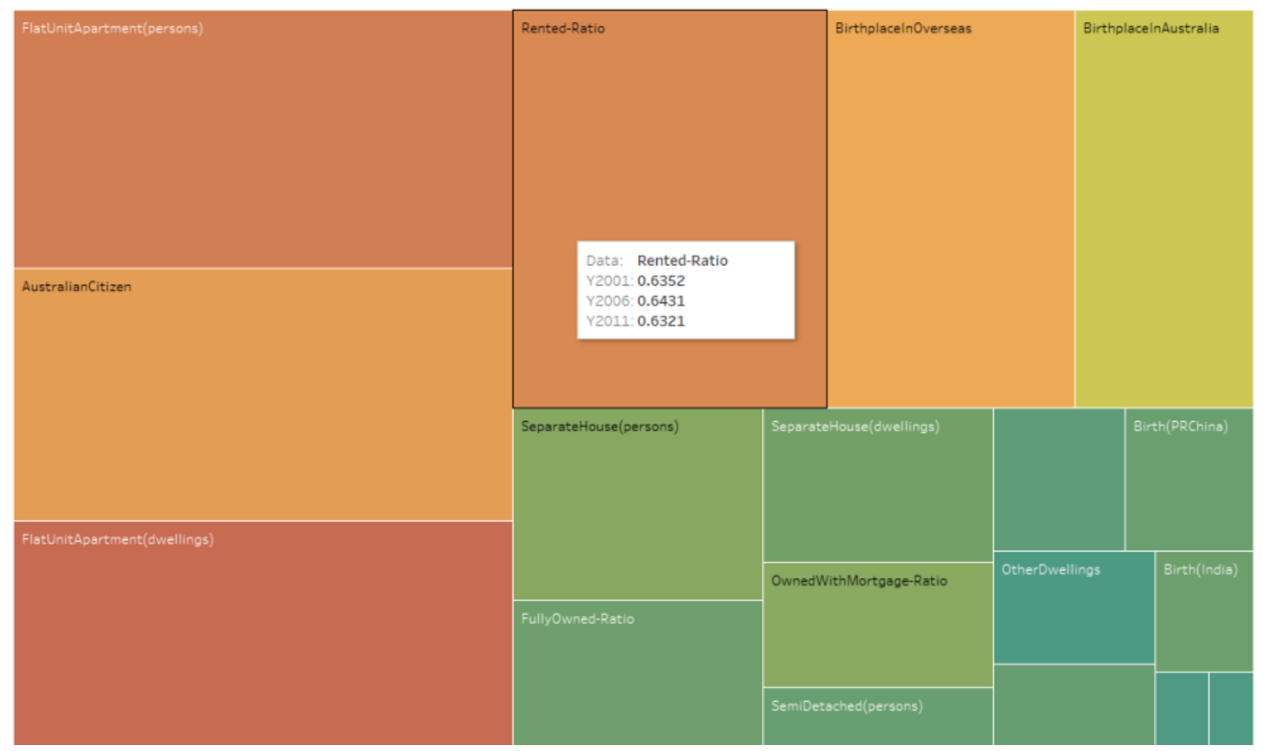 FlatUnitApartment(persons)
Rented-Ratio
BirthplaceInOverseas
BirthplaceInAustralia
Data: Rented-Ratio
Y2001: 0.6352
Y2006: 0.6431
Y2011: 0.6321
AustralianCitizen
SeparateHouse(persons)
SeparateHouse(dwellings)
Birth(PRChina)
FlatUnitApartment(dwellings)
OwnedWithMortgage-Ratio
OtherDwellings
Birth(India)
FullyOwned-Ratio
SemiDetached(persons)